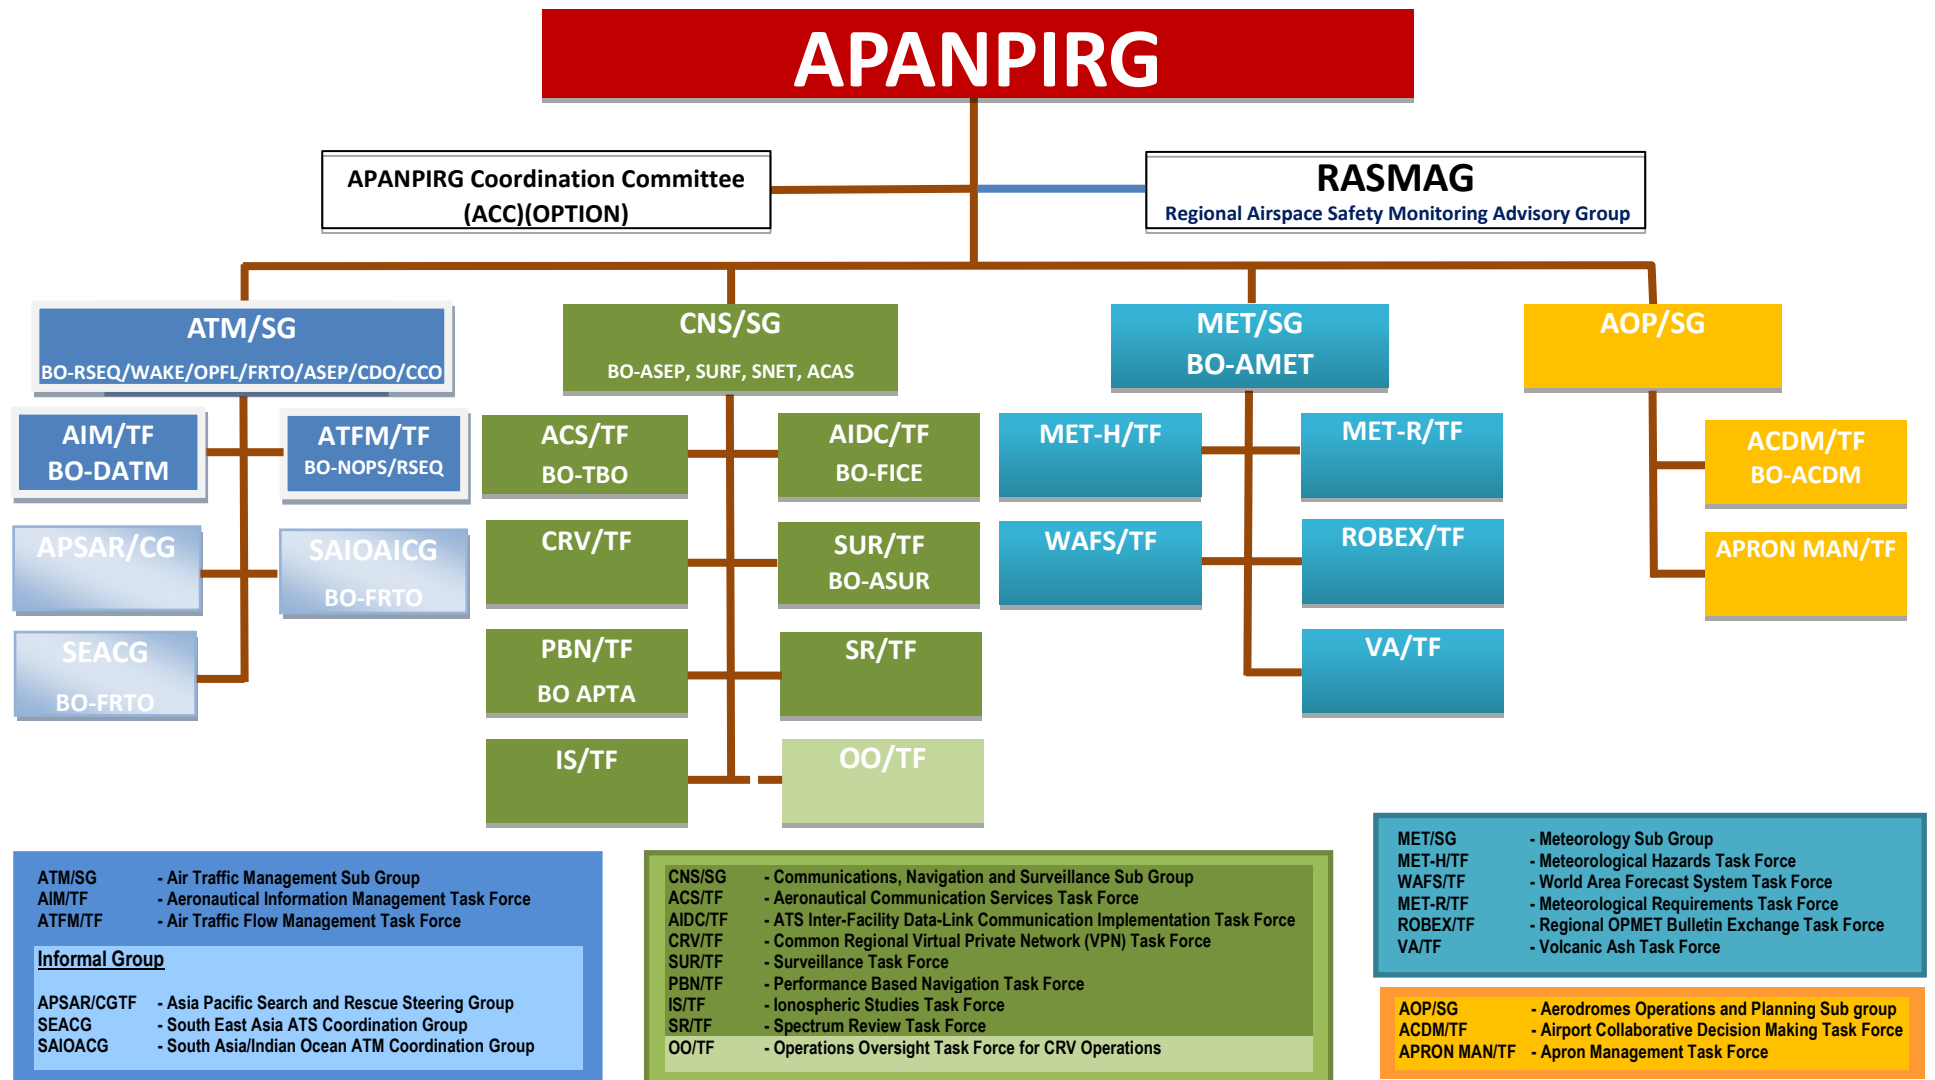 APANPIRG
APANPIRG Coordination Committee
(ACC)(OPTION)
RASMAG
Regional Airspace Safety Monitoring Advisory Group
ATM/SG
BO-RSEQ/WAKE/OPFL/FRTO/ASEP/CDO/CCO
CNS/SG
BO-ASEP, SURF, SNET, ACAS
MET/SG
BO-AMET
AOP/SG
AIM/TF
BO-DATM
ATFM/TF
BO-NOPS/RSEQ
APSAR/CG
SAIOAICG
BO-FRTO
SEACG
BO-FRTO
ACS/TF
BO-TBO
AIDC/TF
BO-FICE
CRV/TF
SUR/TF
BO-ASUR
PBN/TF
BO APTA
SR/TF
IS/TF
OO/TF
MET-H/TF
MET-R/TF
WAFS/TF
ROBEX/TF
VA/TF
ACDM/TF
BO-ACDM
APRON MAN/TF
ATM/SG - Air Traffic Management Sub Group
AIM/TF - Aeronautical Information Management Task Force
ATFM/TF - Air Traffic Flow Management Task Force
Informal Group
APSAR/CGTF - Asia Pacific Search and Rescue Steering Group
SEACG - South East Asia ATS Coordination Group
SAIOACG - South Asia/Indian Ocean ATM Coordination Group
CNS/SG - Communications, Navigation and Surveillance Sub Group
ACS/TF - Aeronautical Communication Services Task Force
AIDC/TF - ATS Inter-Facility Data-Link Communication Implementation Task Force
CRV/TF - Common Regional Virtual Private Network (VPN) Task Force
SUR/TF - Surveillance Task Force
PBN/TF - Performance Based Navigation Task Force
IS/TF - Ionospheric Studies Task Force
SR/TF - Spectrum Review Task Force
OO/TF - Operations Oversight Task Force for CRV Operations
MET/SG - Meteorology Sub Group
MET-H/TF - Meteorological Hazards Task Force
WAFS/TF - World Area Forecast System Task Force
MET-R/TF - Meteorological Requirements Task Force
ROBEX/TF - Regional OPMET Bulletin Exchange Task Force
VA/TF - Volcanic Ash Task Force
AOP/SG - Aerodromes Operations and Planning Sub group
ACDM/TF - Airport Collaborative Decision Making Task Force
APRON MAN/TF - Apron Management Task Force